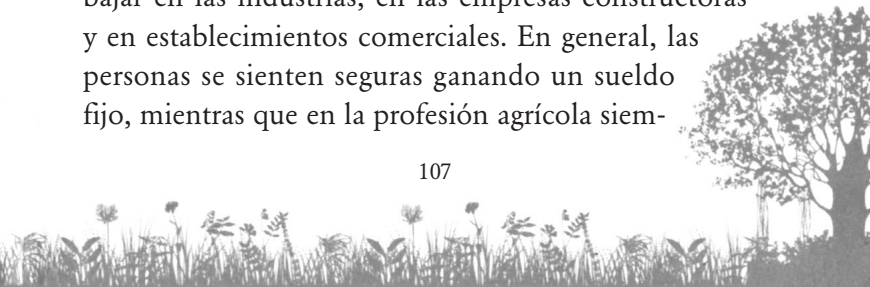 bajar en las industrias, en las empresas constructoras
y en establecimientos comerciales. En general, las
personas se sienten seguras ganando un sueldo
fijo, mientras que en la profesión agrícola siem-
107